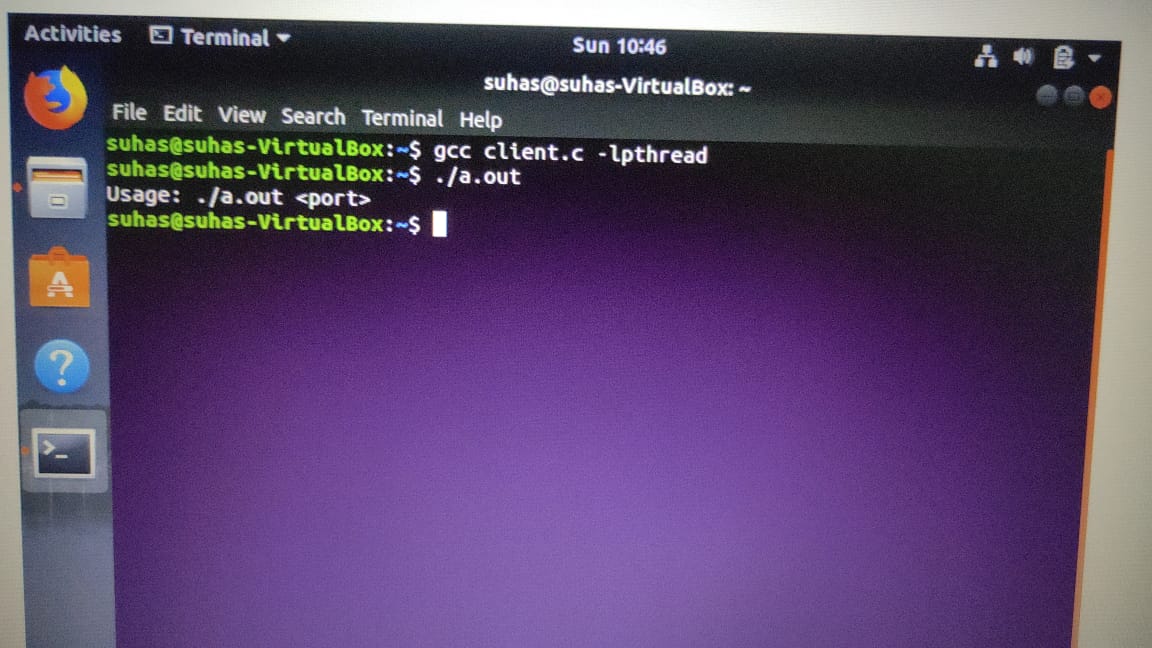 Activities Terminal Sun 10:46
suhas@suhas-VirtualBox: ~
File Edit View Search Terminal Help
suhas@suhas-VirtualBox:~$ gcc client.c -lpthread
suhas@suhas-VirtualBox:~$ ./a.out
Usage: ./a.out <port>
suhas@suhas-VirtualBox:~$